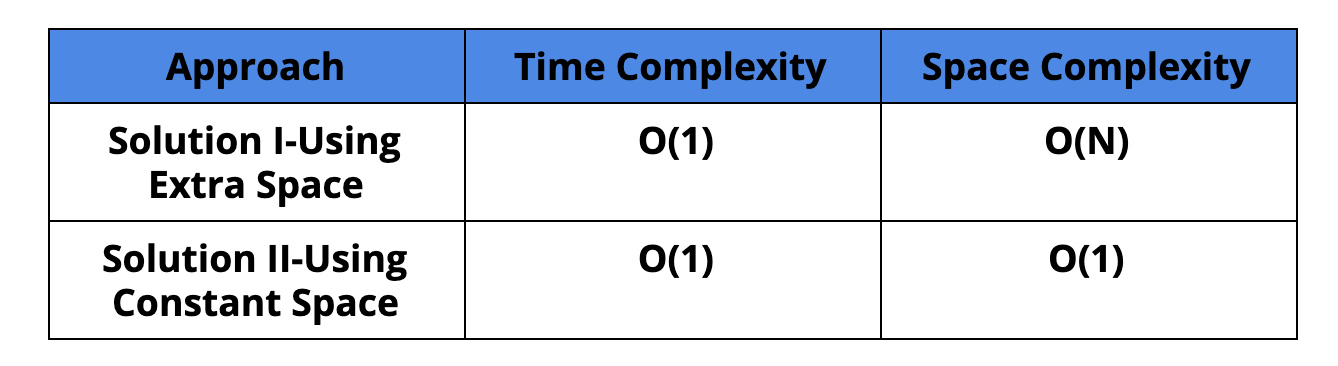 Approach Time Complexity Space Complexity
Solution I-Using O(1) O(N)
Extra Space
Solution II-Using O(1) O(1)
Constant Space